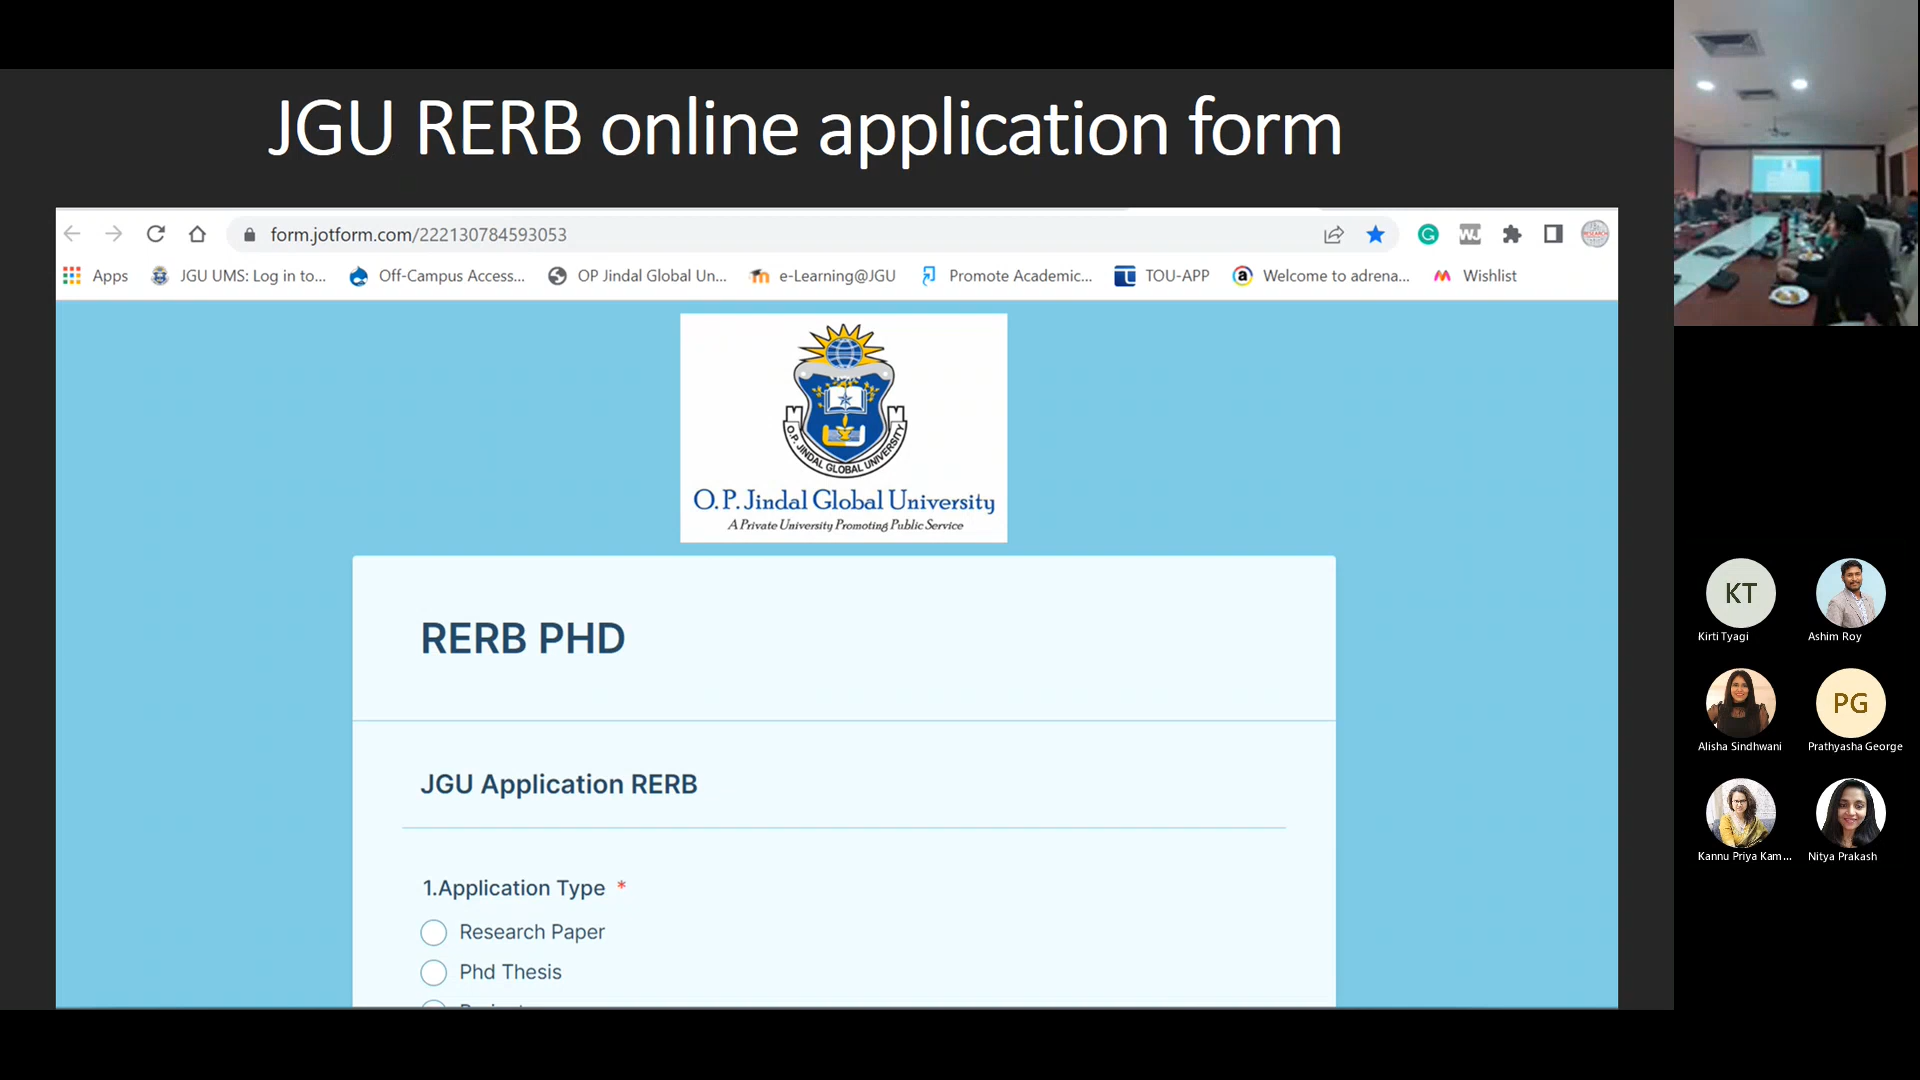 JGU RERB online application form
form.jotform.com/222130784593053
Apps
JGU UMS: Log in to...
Off-Campus Access...
OP Jindal Global Un...
e-Learning@JGU
Promote Academic...
TOU-APP
Welcome to adrena...
Wishlist
O.P. JINDAL GLOBAL UNIVERSITY
O.P. Jindal Global University
A Private University Promoting Public Service
RERB PHD
JGU Application RERB
1.Application Type *
Research Paper
Phd Thesis
KT
Kirti Tyagi
Ashim Roy
Alisha Sindhwani
PG
Prathyasha George
Kannu Priya Kam...
Nitya Prakash